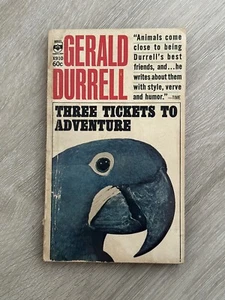 GERALD
DURRELL
60c
"Animals come
close to being
Durrell's best
friends, and...he
writes about them
with style, verve
and humor."—TIME
THREE TICKETS TO
ADVENTURE